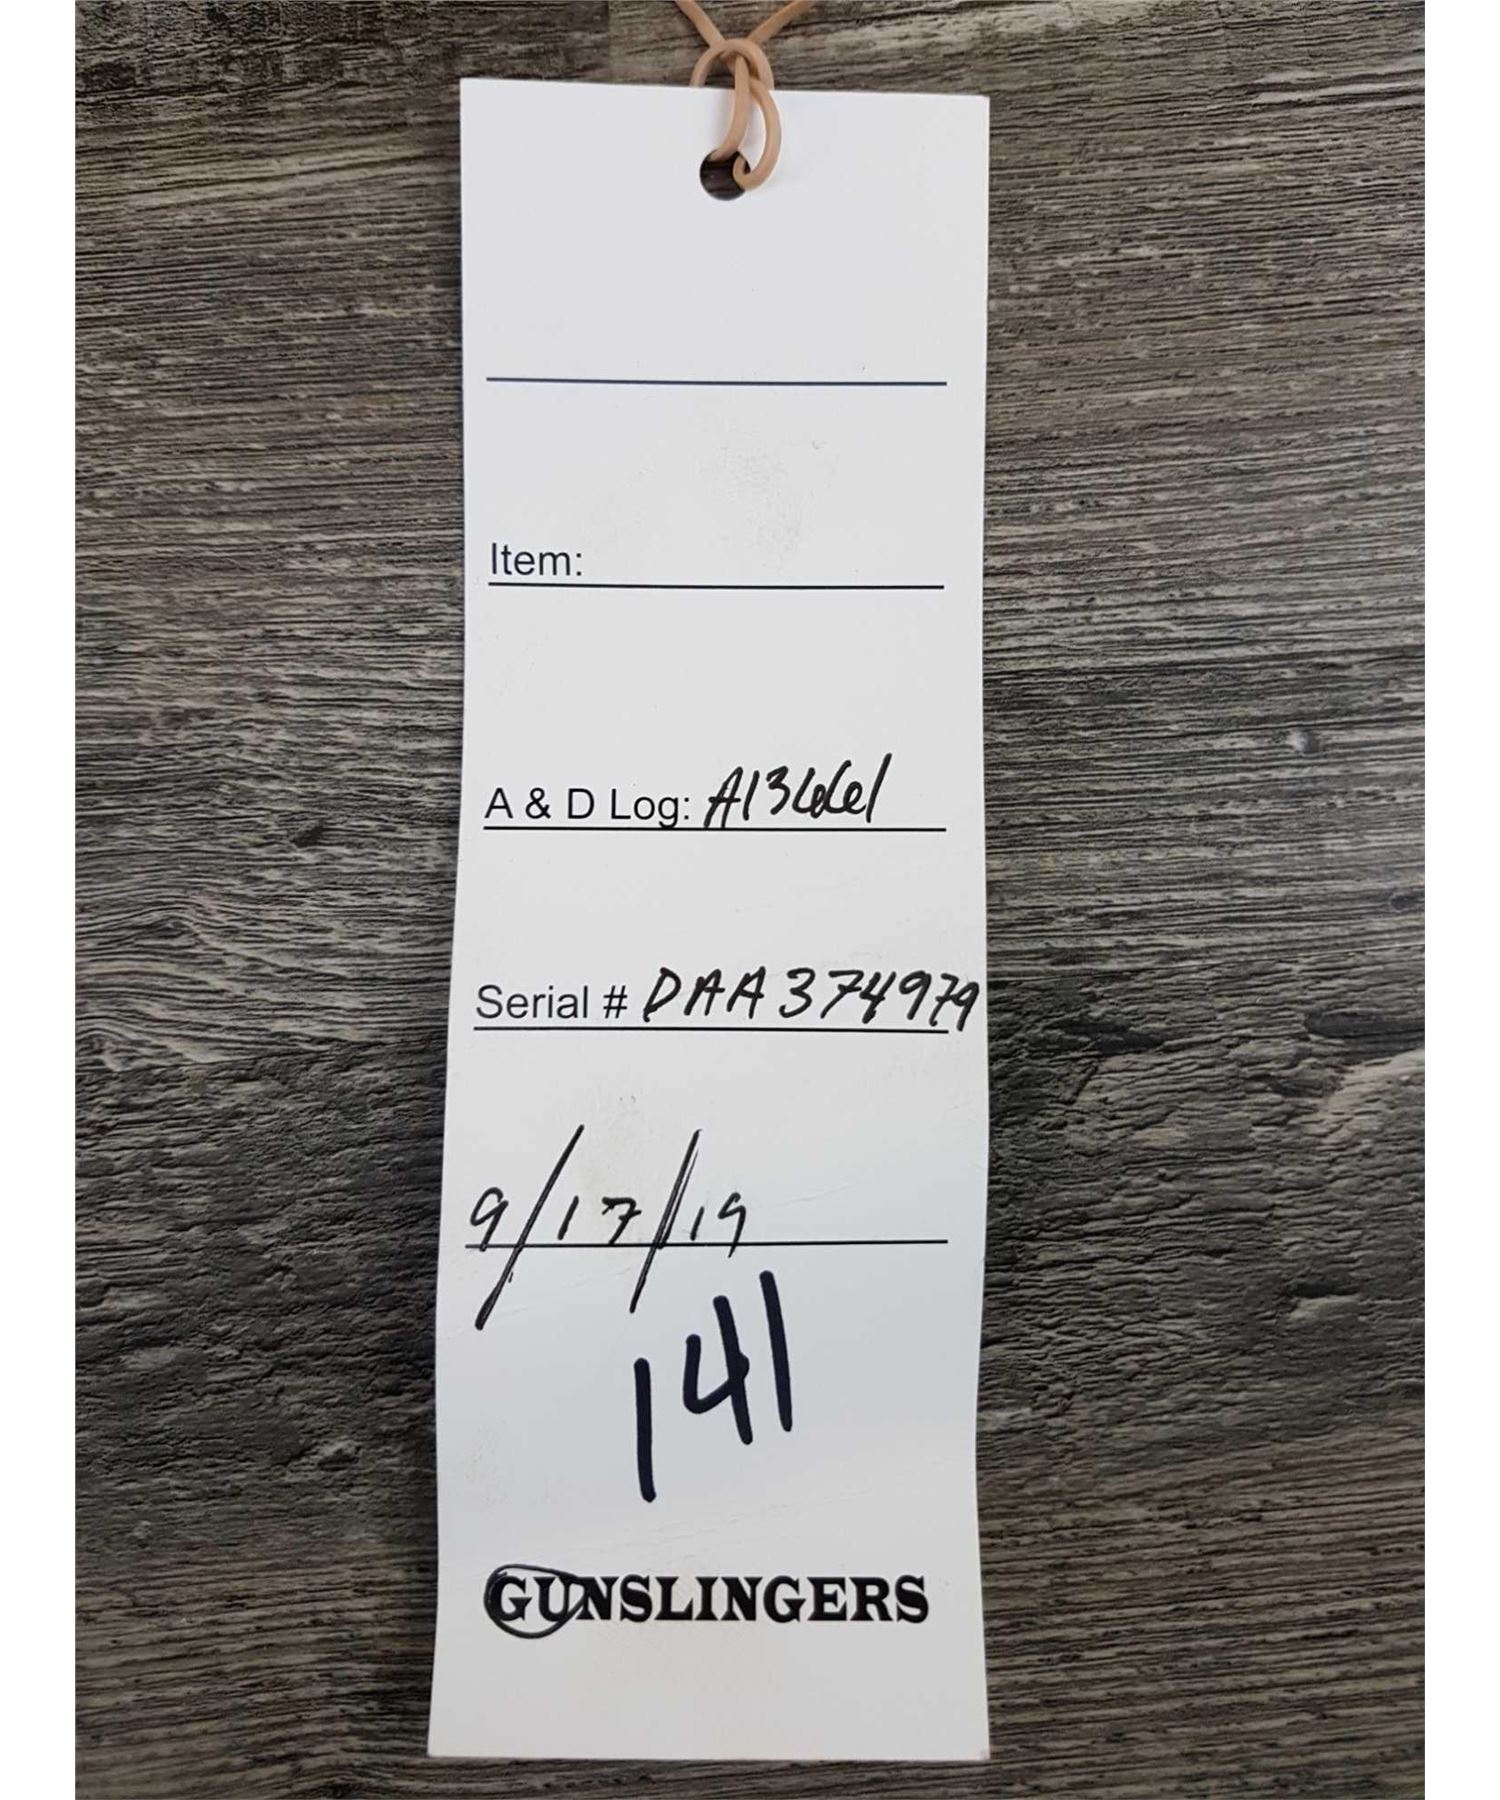 Item:
A & D Log: A13661
Serial # DAA374979
9/17/19
141
GUNSLINGERS